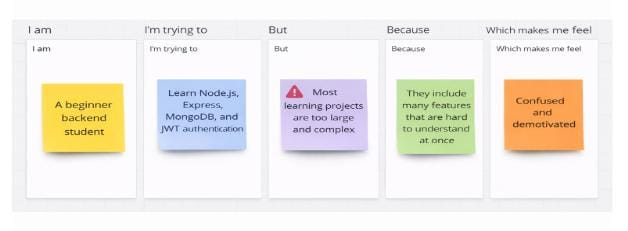 I am
I'm trying to
But
Because
Which makes me feel
I am
I'm trying to
But
Because
Which makes me feel
A beginner
backend
student
Learn Node.js,
Express,
MongoDB, and
JWT authentication
Most
learning projects
are too large
and complex
They include
many features
that are hard
to understand
at once
Confused
and
demotivated